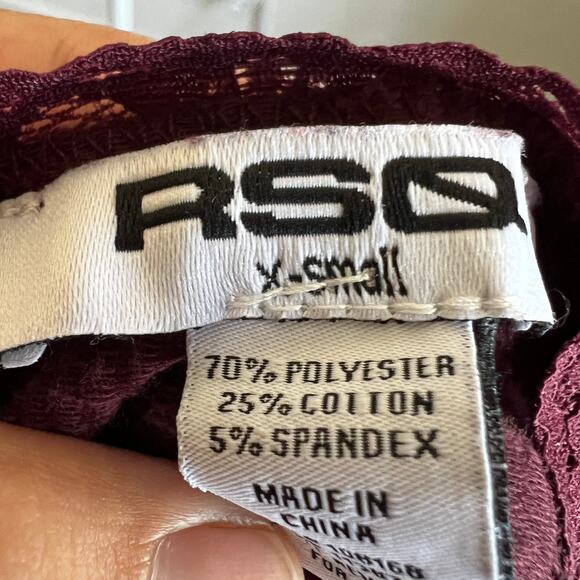 RSQ
x-small
70% POLYESTER
25% COTTON
5% SPANDEX
MADE IN
CHINA